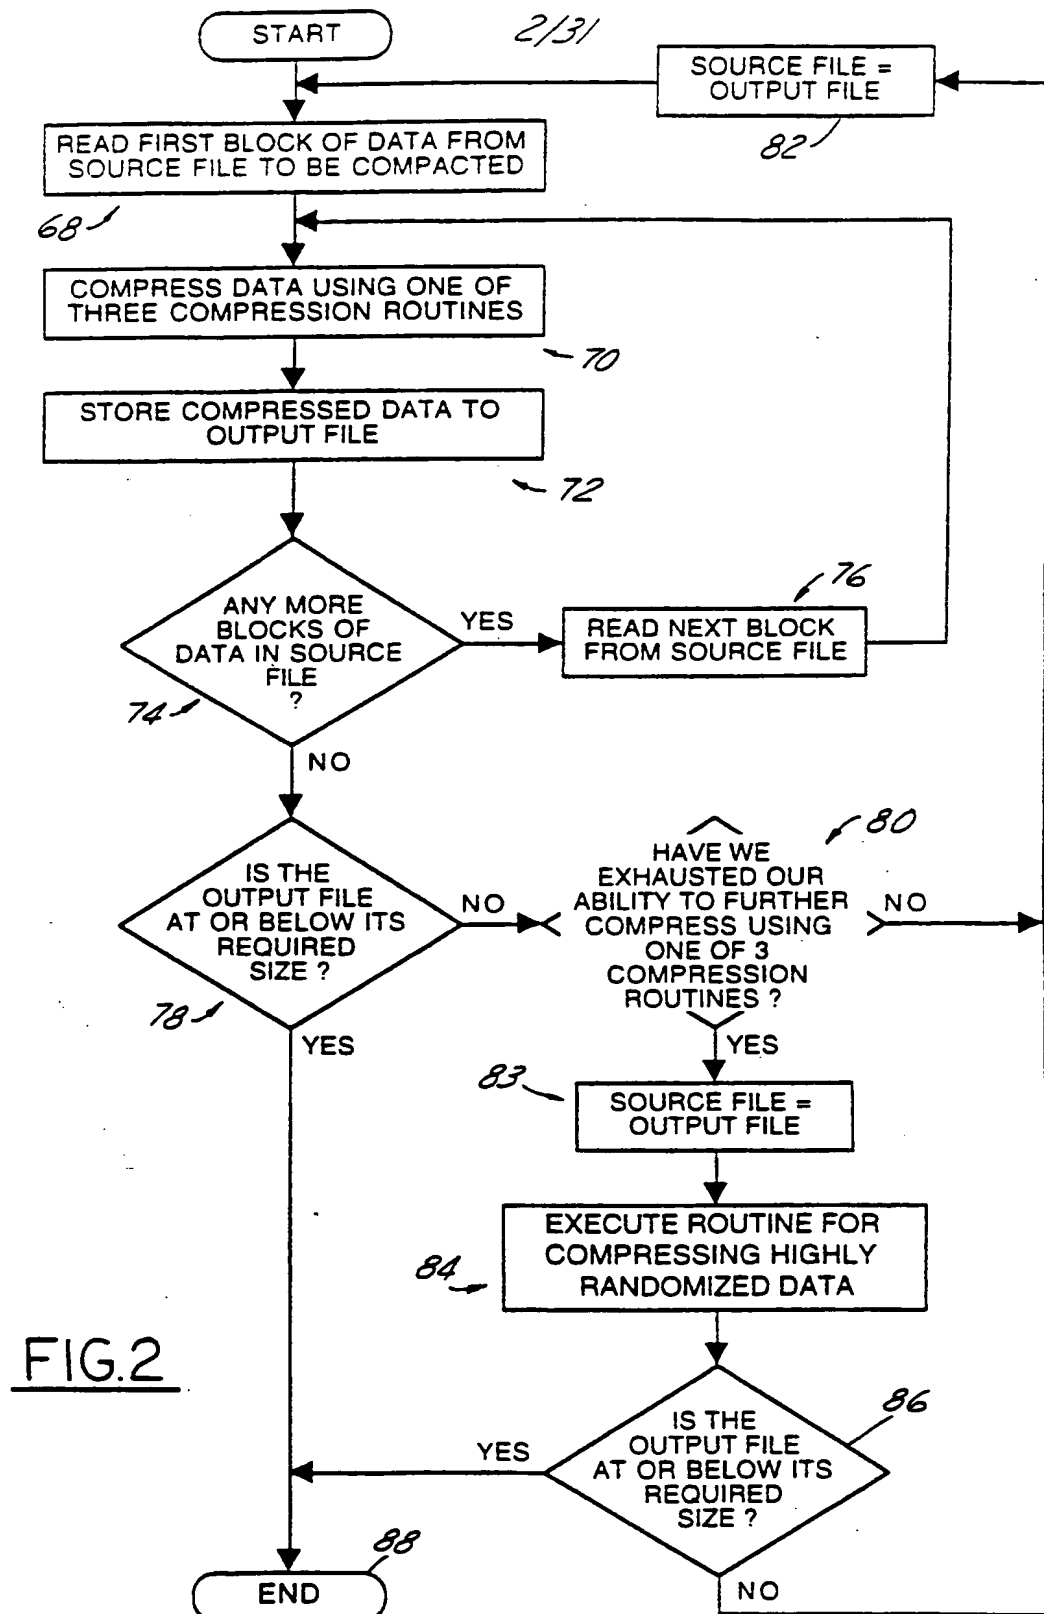 START
2/31
SOURCE FILE =
OUTPUT FILE
82
READ FIRST BLOCK OF DATA FROM
SOURCE FILE TO BE COMPACTED
68
COMPRESS DATA USING ONE OF
THREE COMPRESSION ROUTINES
70
STORE COMPRESSED DATA TO
OUTPUT FILE
72
ANY MORE
BLOCKS OF
DATA IN SOURCE
FILE
?
74
YES
76
READ NEXT BLOCK
FROM SOURCE FILE
NO
IS THE
OUTPUT FILE
AT OR BELOW ITS
REQUIRED
SIZE ?
78
NO
80
HAVE WE
EXHAUSTED OUR
ABILITY TO FURTHER
COMPRESS USING
ONE OF 3
COMPRESSION
ROUTINES ?
NO
YES
YES
83
SOURCE FILE =
OUTPUT FILE
EXECUTE ROUTINE FOR
COMPRESSING HIGHLY
RANDOMIZED DATA
84
FIG.2
86
IS THE
OUTPUT FILE
AT OR BELOW ITS
REQUIRED
SIZE ?
YES
88
END
NO